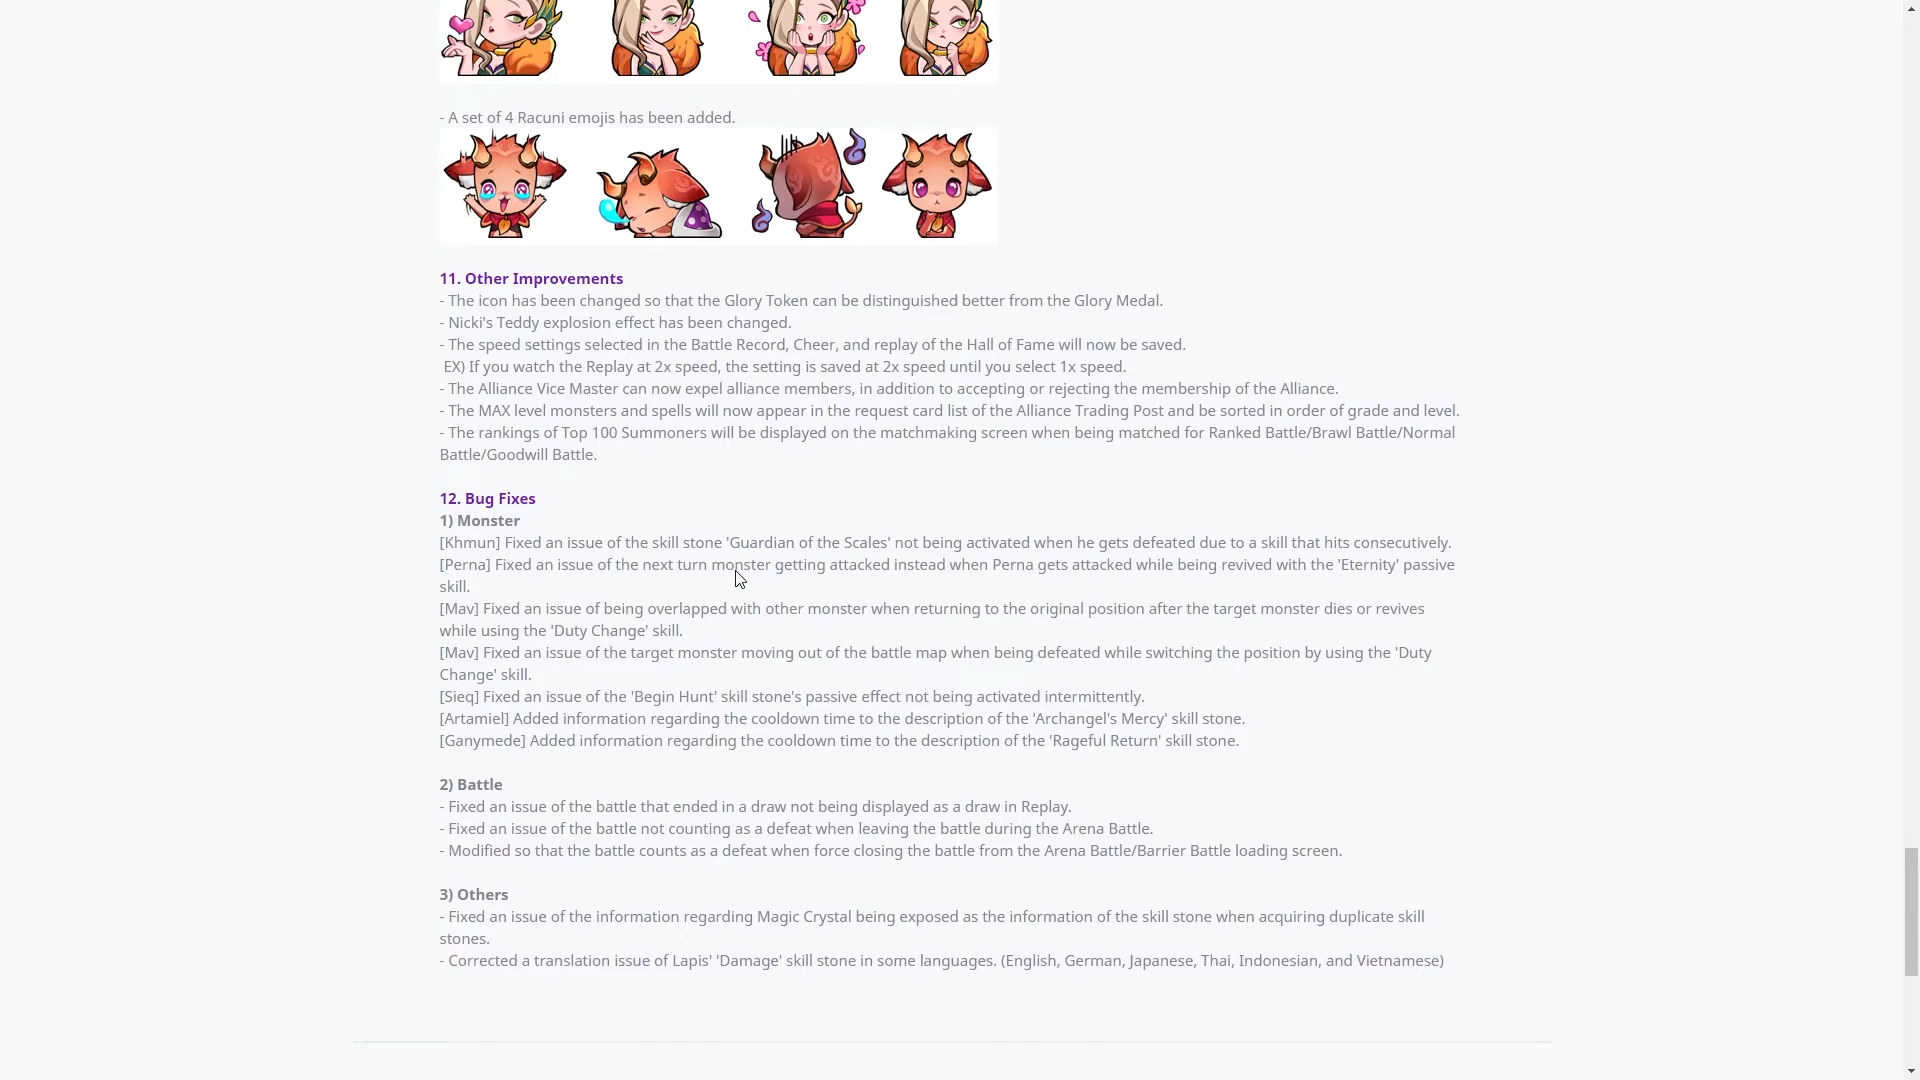 - A set of 4 Racuni emojis has been added.
11. Other Improvements
- The icon has been changed so that the Glory Token can be distinguished better from the Glory Medal.
- Nicki's Teddy explosion effect has been changed.
- The speed settings selected in the Battle Record, Cheer, and replay of the Hall of Fame will now be saved.
EX) If you watch the Replay at 2x speed, the setting is saved at 2x speed until you select 1x speed.
- The Alliance Vice Master can now expel alliance members, in addition to accepting or rejecting the membership of the Alliance.
- The MAX level monsters and spells will now appear in the request card list of the Alliance Trading Post and be sorted in order of grade and level.
- The rankings of Top 100 Summoners will be displayed on the matchmaking screen when being matched for Ranked Battle/Brawl Battle/Normal
Battle/Goodwill Battle.
12. Bug Fixes
1) Monster
[Khmun] Fixed an issue of the skill stone 'Guardian of the Scales' not being activated when he gets defeated due to a skill that hits consecutively.
[Perna] Fixed an issue of the next turn monster getting attacked instead when Perna gets attacked while being revived with the 'Eternity' passive
skill.
[Mav] Fixed an issue of being overlapped with other monster when returning to the original position after the target monster dies or revives
while using the 'Duty Change' skill.
[Mav] Fixed an issue of the target monster moving out of the battle map when being defeated while switching the position by using the 'Duty
Change' skill.
[Sieq] Fixed an issue of the 'Begin Hunt' skill stone's passive effect not being activated intermittently.
[Artamiel] Added information regarding the cooldown time to the description of the 'Archangel's Mercy' skill stone.
[Ganymede] Added information regarding the cooldown time to the description of the 'Rageful Return' skill stone.
2) Battle
- Fixed an issue of the battle that ended in a draw not being displayed as a draw in Replay.
- Fixed an issue of the battle not counting as a defeat when leaving the battle during the Arena Battle.
- Modified so that the battle counts as a defeat when force closing the battle from the Arena Battle/Barrier Battle loading screen.
3) Others
- Fixed an issue of the information regarding Magic Crystal being exposed as the information of the skill stone when acquiring duplicate skill
stones.
- Corrected a translation issue of Lapis' 'Damage' skill stone in some languages. (English, German, Japanese, Thai, Indonesian, and Vietnamese)